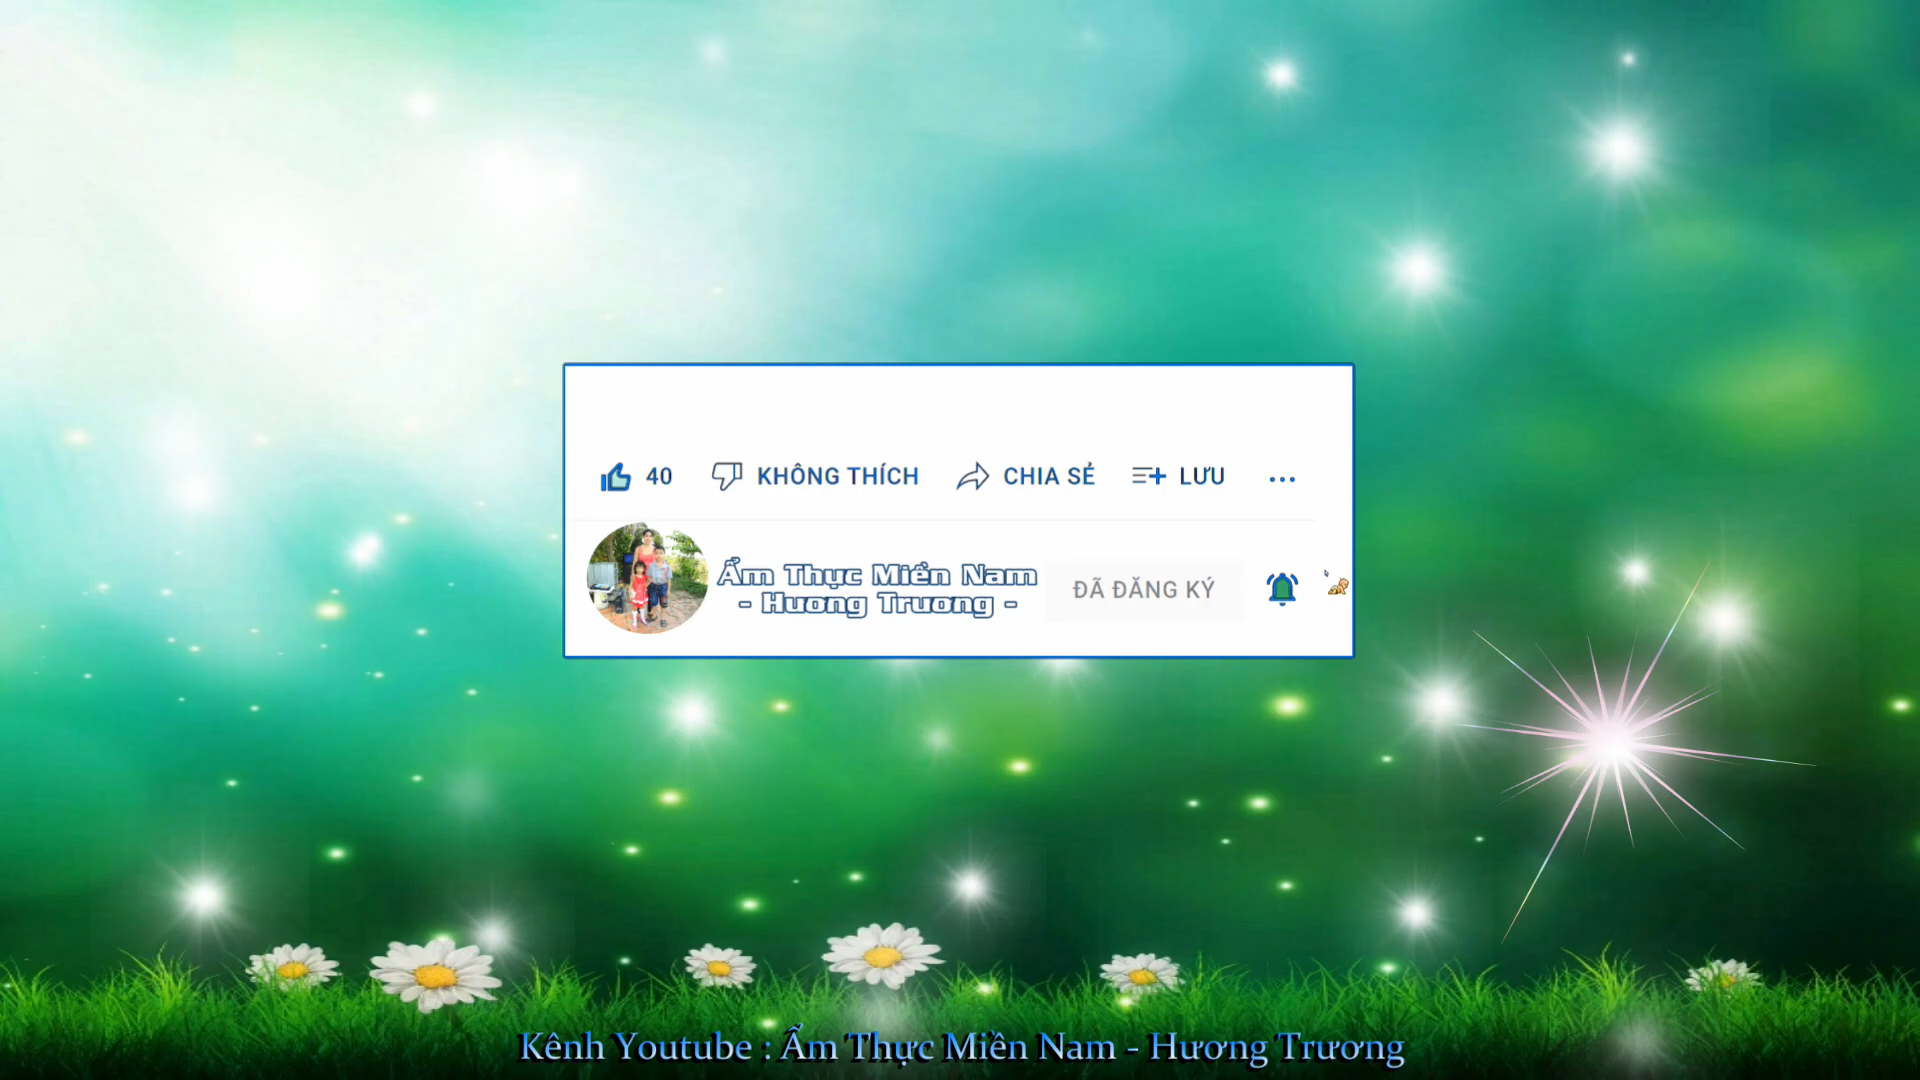 40 KHÔNG THÍCH CHIA SẺ LƯU ...
Ẩm Thực Miền Nam
- Huong Truong -
ĐÃ ĐĂNG KÝ
Kênh Youtube : Ẩm Thực Miền Nam - Hương Trương